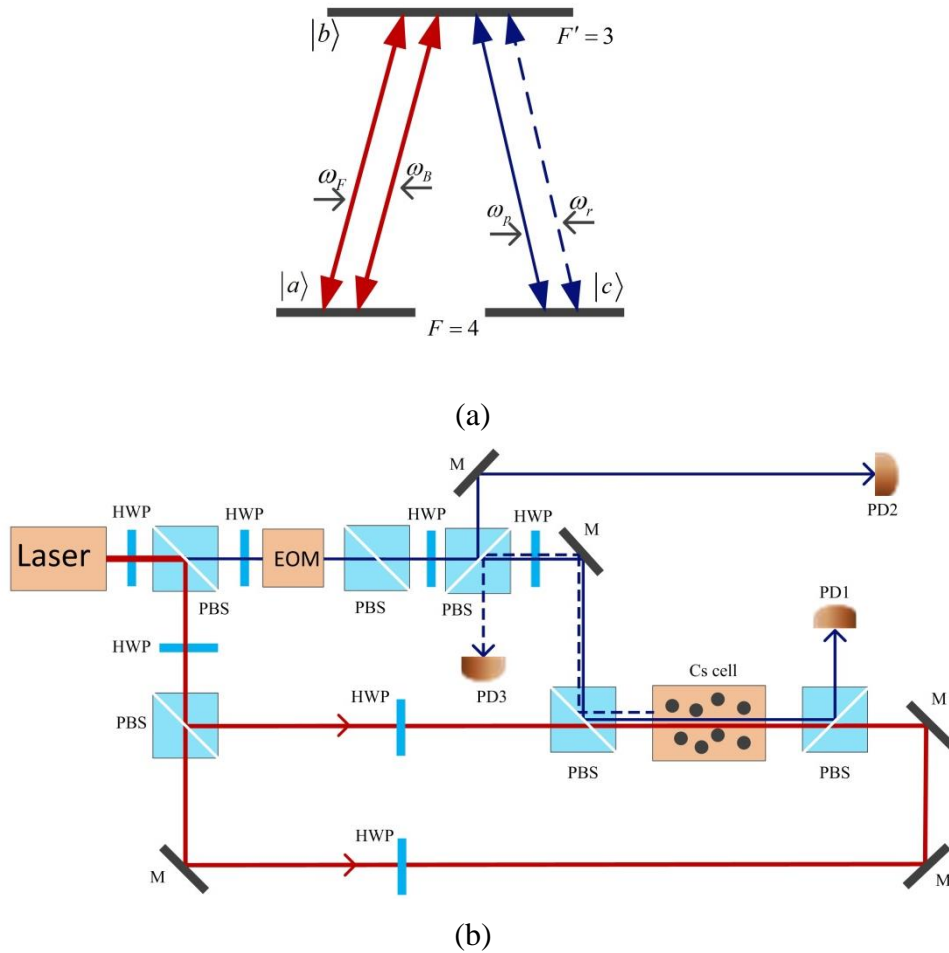 |b⟩
F' = 3
ω_F
ω_B
ω_p
ω_r
|a⟩
|c⟩
F = 4
(a)
M
PD2
HWP
HWP
HWP
HWP
M
Laser
EOM
PBS
PBS
PBS
PD1
HWP
PD3
Cs cell
PBS
HWP
M
PBS
PBS
HWP
M
M
(b)